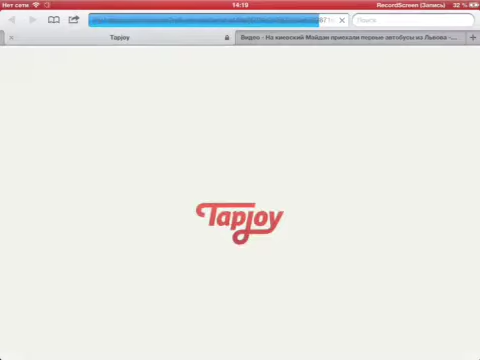 Нет сети 14:19 RecordScreen (Запись) 32 %
Поиск
Tapjoy Видео - На киевский Майдан приехали первые автобусы из Львова -...
Tapjoy